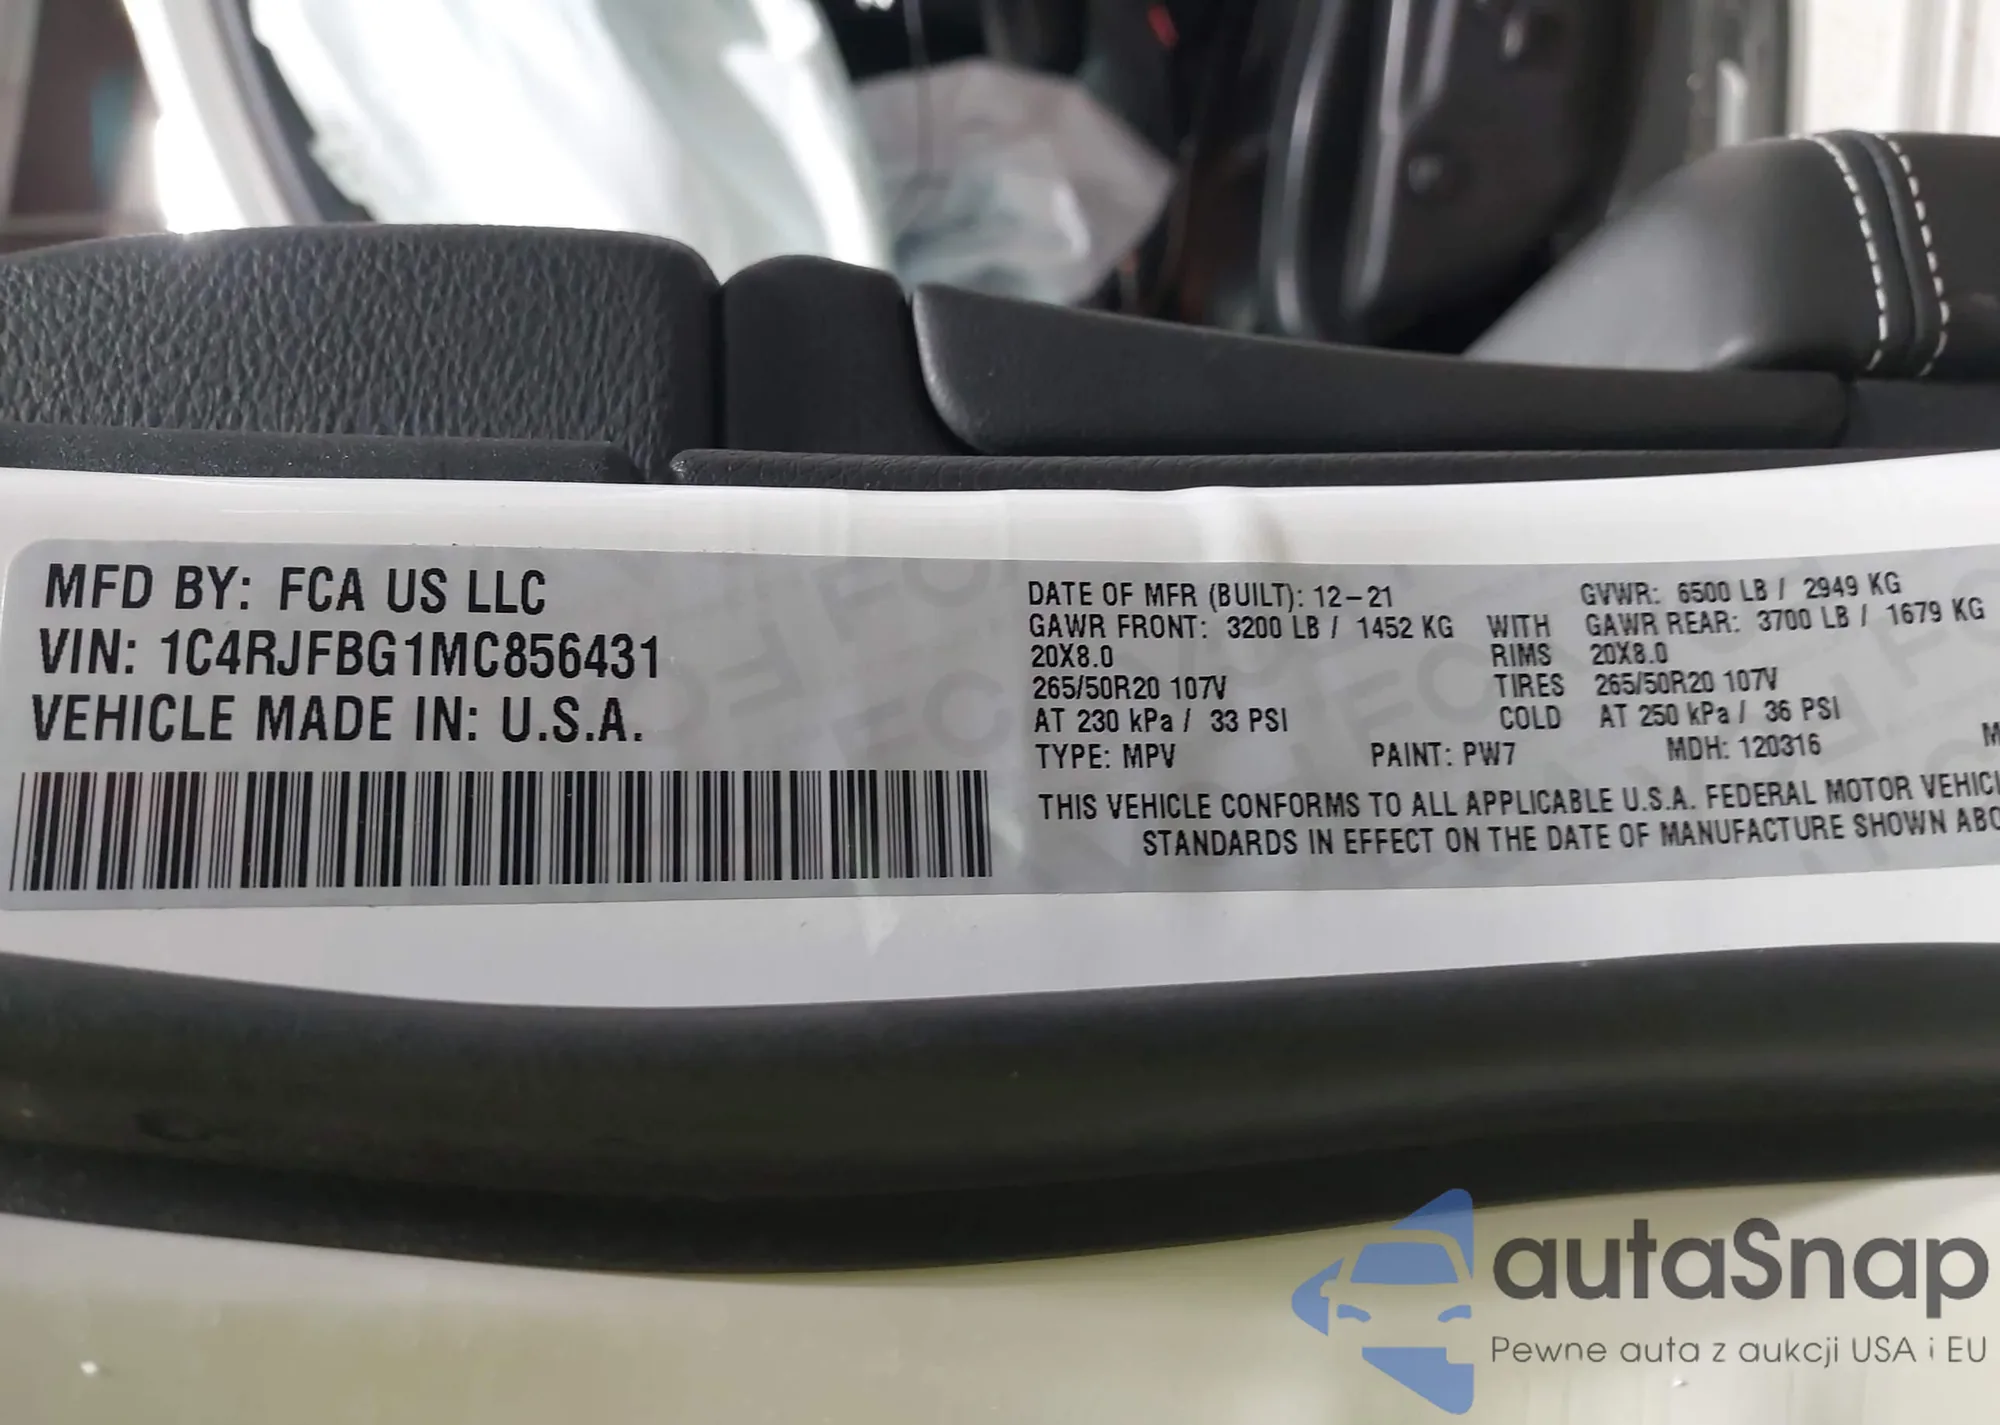 MFD BY: FCA US LLC
VIN: 1C4RJFBG1MC856431
VEHICLE MADE IN: U.S.A.
DATE OF MFR (BUILT): 12-21 GVWR: 6500 LB / 2949 KG
GAWR FRONT: 3200 LB / 1452 KG WITH GAWR REAR: 3700 LB / 1679 KG
20X8.0 RIMS 20X8.0
265/50R20 107V TIRES 265/50R20 107V
AT 230 kPa / 33 PSI COLD AT 250 kPa / 36 PSI
TYPE: MPV PAINT: PW7 MDH: 120316 M
THIS VEHICLE CONFORMS TO ALL APPLICABLE U.S.A. FEDERAL MOTOR VEHIC
STANDARDS IN EFFECT ON THE DATE OF MANUFACTURE SHOWN ABO
autaSnap
Pewne auta z aukcji USA i EU